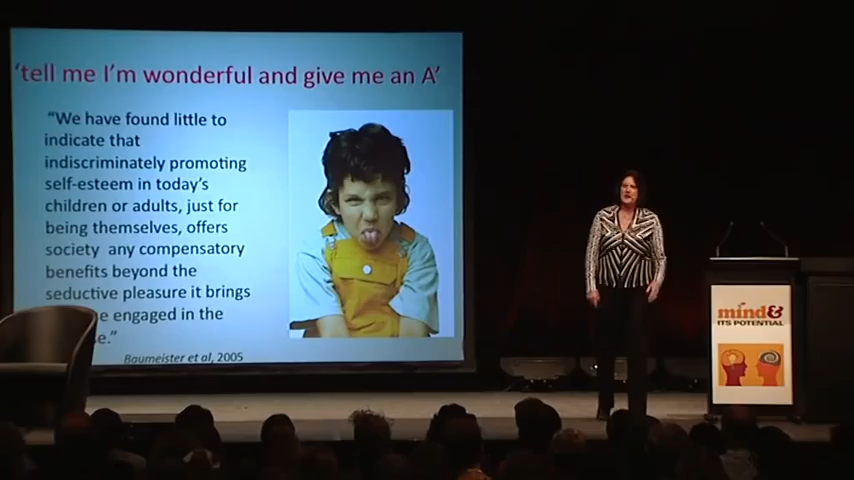 ‘tell me I’m wonderful and give me an A’
“We have found little to
indicate that
indiscriminately promoting
self-esteem in today’s
children or adults, just for
being themselves, offers
society any compensatory
benefits beyond the
seductive pleasure it brings
e engaged in the
e.”
Baumeister et al, 2005
mind&
ITS POTENTIAL